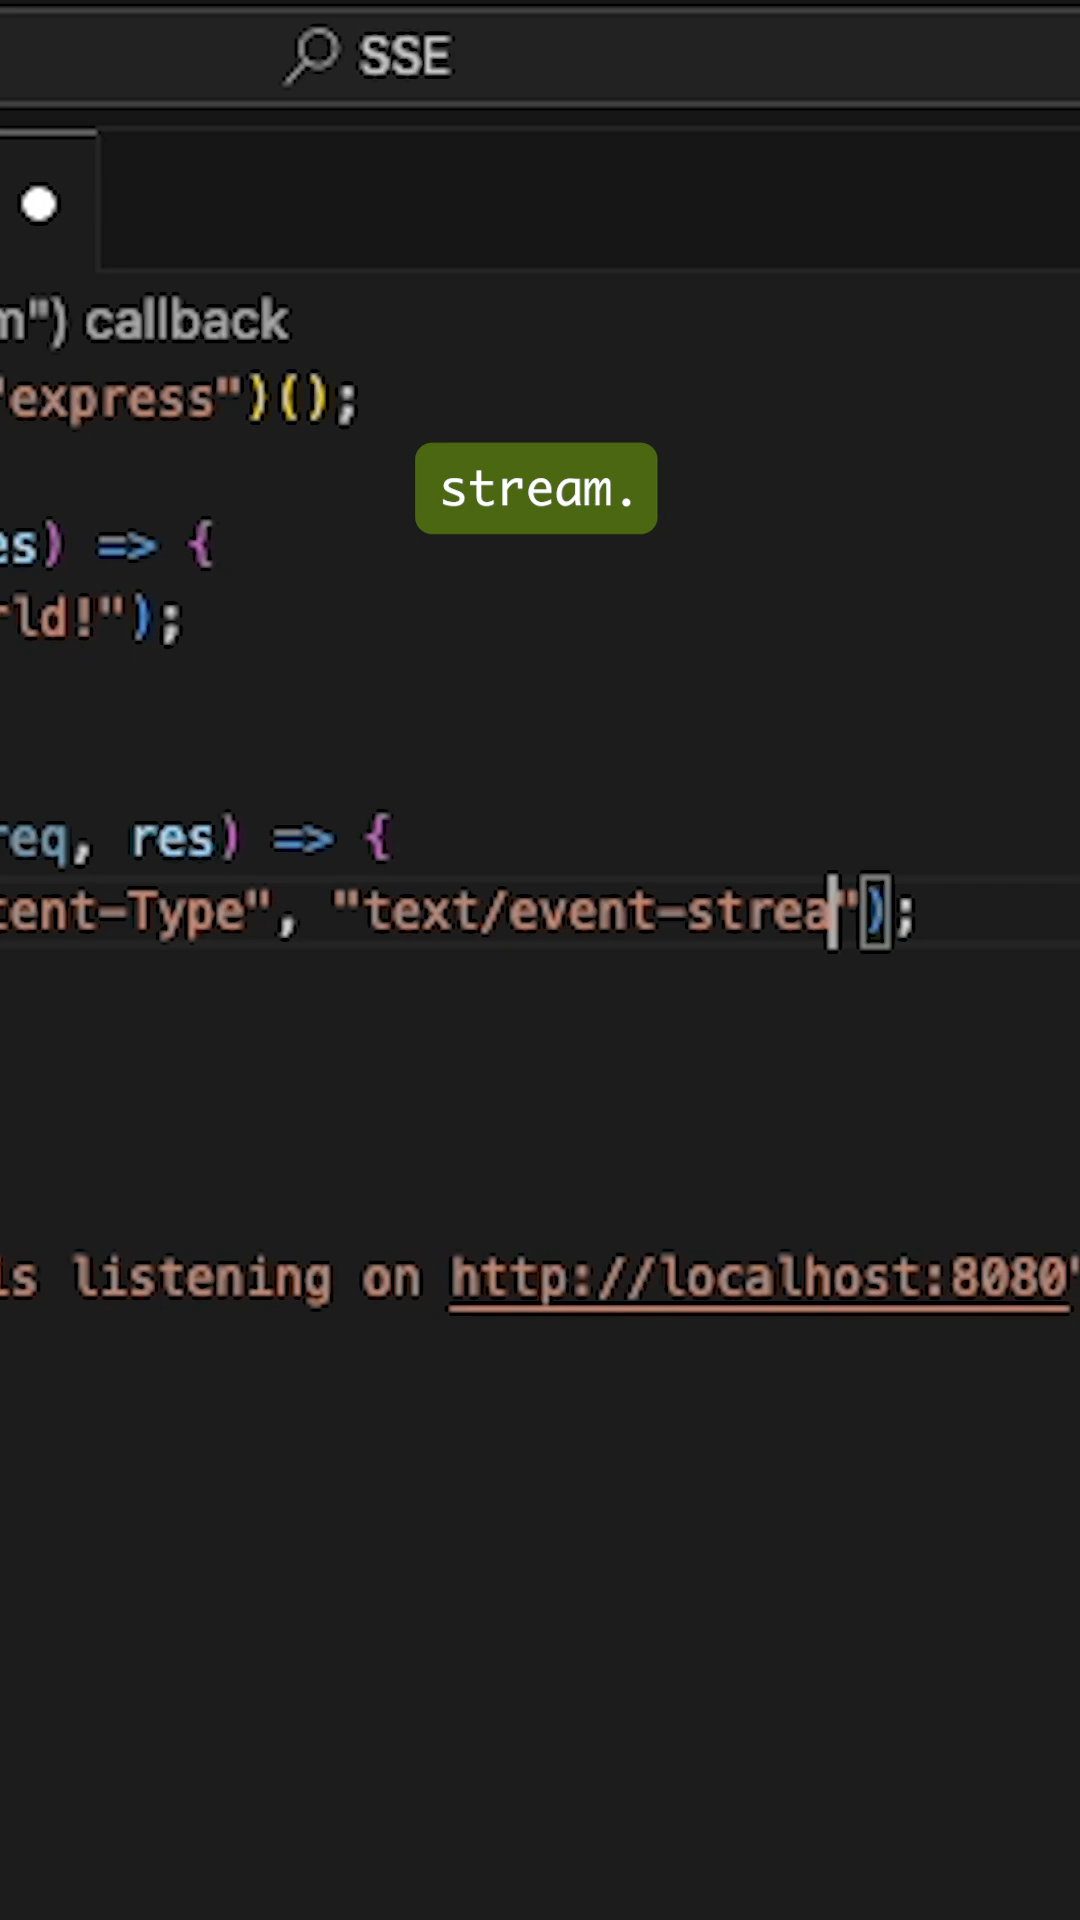 SSE
m") callback
"express")();
stream.
es) => {
rld!");
req, res) => {
tent-Type", "text/event-strea");
is listening on http://localhost:8080"